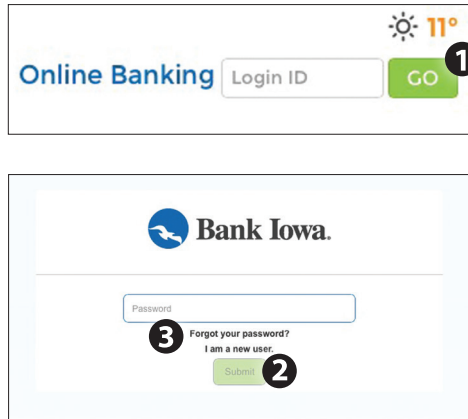 11°
Online Banking Login ID GO 1
Bank Iowa.
Password
3 Forgot your password?
I am a new user.
Submit 2